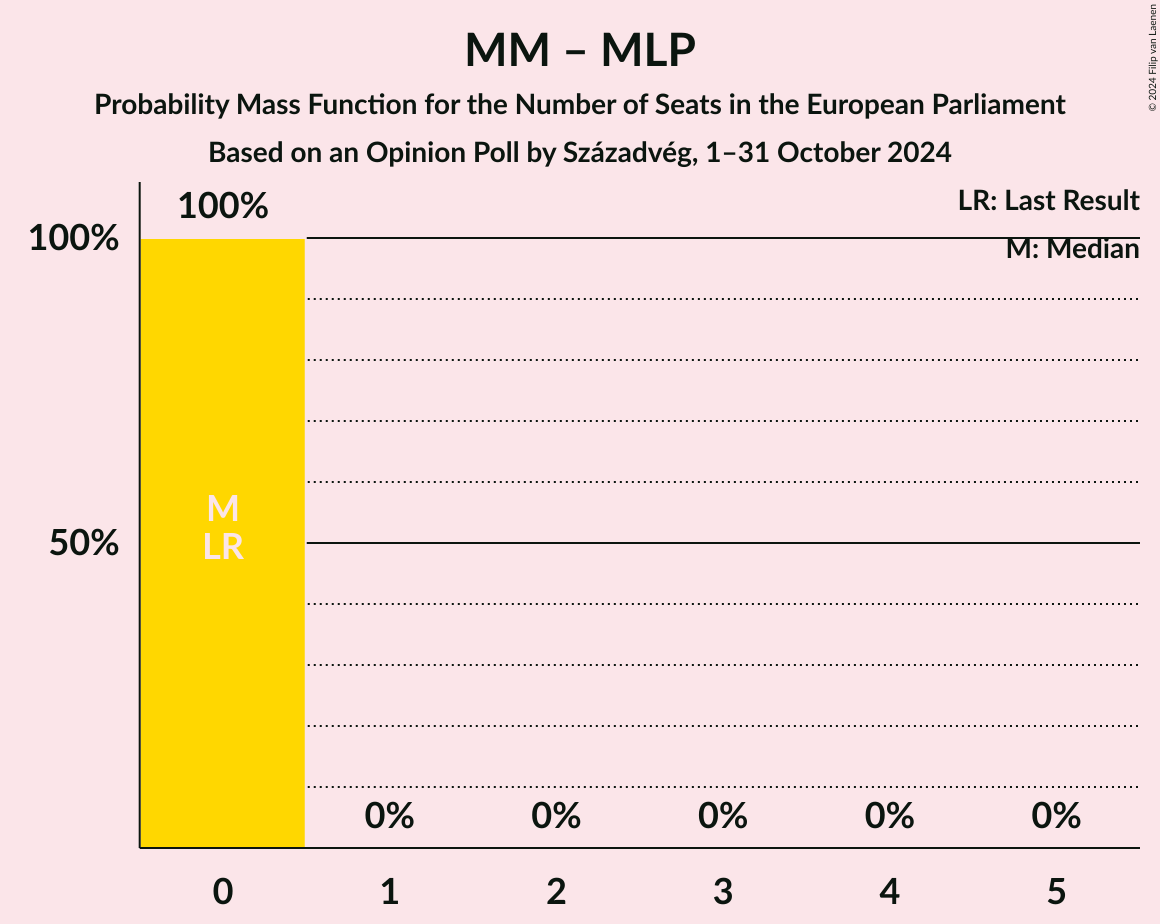 MM – MLP
Probability Mass Function for the Number of Seats in the European Parliament
Based on an Opinion Poll by Századvég, 1–31 October 2024
© 2024 Filip van Laenen
LR: Last Result
M: Median
100%
100%
50%
M
LR
0% 0% 0% 0% 0%
0 1 2 3 4 5